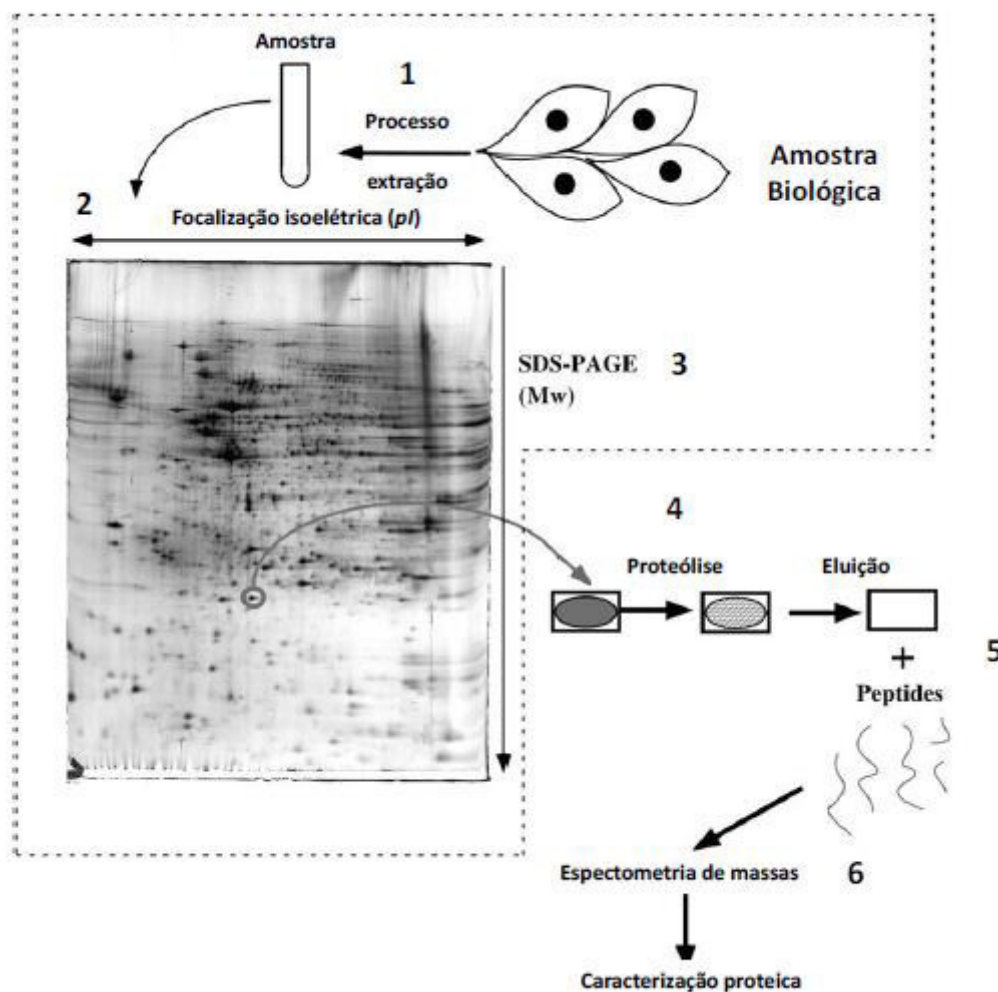 Amostra
1
Processo
extração
Amostra
Biológica
2
Focalização isoelétrica (pI)
SDS-PAGE
(Mw)
3
4
Proteólise
Eluição
+
5
Peptides
Espectometria de massas
6
Caracterização proteica